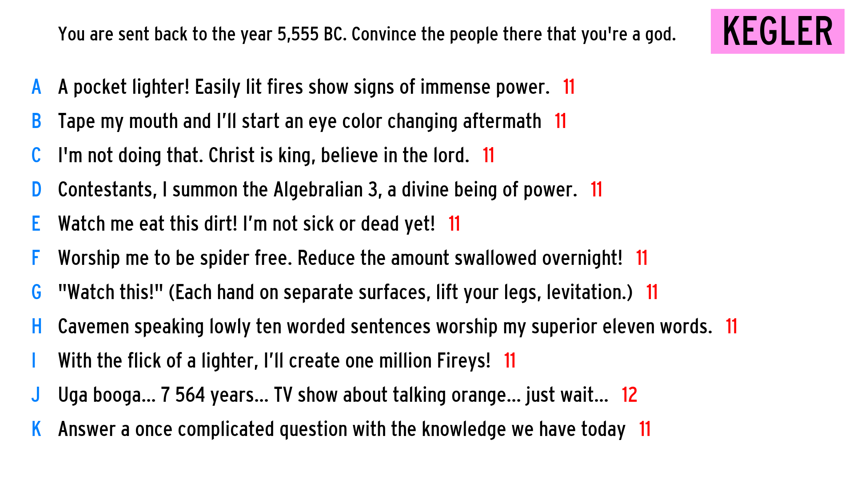 You are sent back to the year 5,555 BC. Convince the people there that you're a god.
KEGLER
A A pocket lighter! Easily lit fires show signs of immense power. 11
B Tape my mouth and I’ll start an eye color changing aftermath 11
C I'm not doing that. Christ is king, believe in the lord. 11
D Contestants, I summon the Algebralian 3, a divine being of power. 11
E Watch me eat this dirt! I’m not sick or dead yet! 11
F Worship me to be spider free. Reduce the amount swallowed overnight! 11
G "Watch this!" (Each hand on separate surfaces, lift your legs, levitation.) 11
H Cavemen speaking lowly ten worded sentences worship my superior eleven words. 11
I With the flick of a lighter, I’ll create one million Fireys! 11
J Uga booga... 7 564 years... TV show about talking orange... just wait... 12
K Answer a once complicated question with the knowledge we have today 11